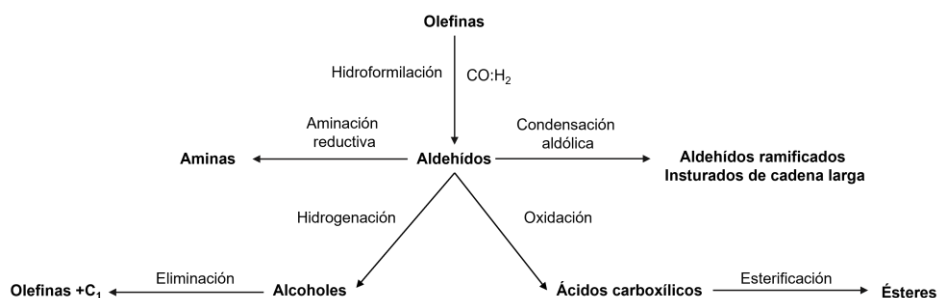 Olefinas
Hidroformilación
CO:H₂
Aminación
reductiva
Condensación
aldólica
Aminas
Aldehídos
Aldehídos ramificados
Insturados de cadena larga
Hidrogenación
Oxidación
Olefinas +C₁
Eliminación
Alcoholes
Ácidos carboxílicos
Esterificación
Ésteres